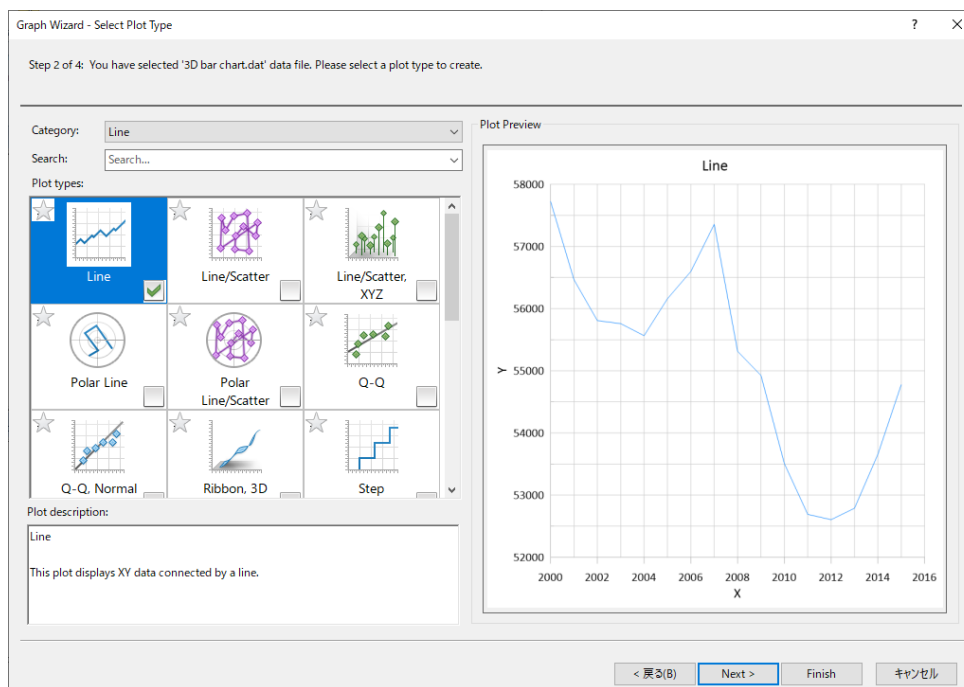 Graph Wizard - Select Plot Type
?
Step 2 of 4: You have selected '3D bar chart.dat' data file. Please select a plot type to create.
Category:
Line
Search:
Search...
Plot types:
Line
Line/Scatter
Line/Scatter,
XYZ
Polar Line
Polar
Line/Scatter
Q-Q
Q-Q, Normal
Ribbon, 3D
Step
Plot description:
Line
This plot displays XY data connected by a line.
Plot Preview
Line
58000
57000
56000
55000
54000
53000
52000
Y
2000 2002 2004 2006 2008 2010 2012 2014 2016
X
< 戻る(B)
Next >
Finish
キャンセル